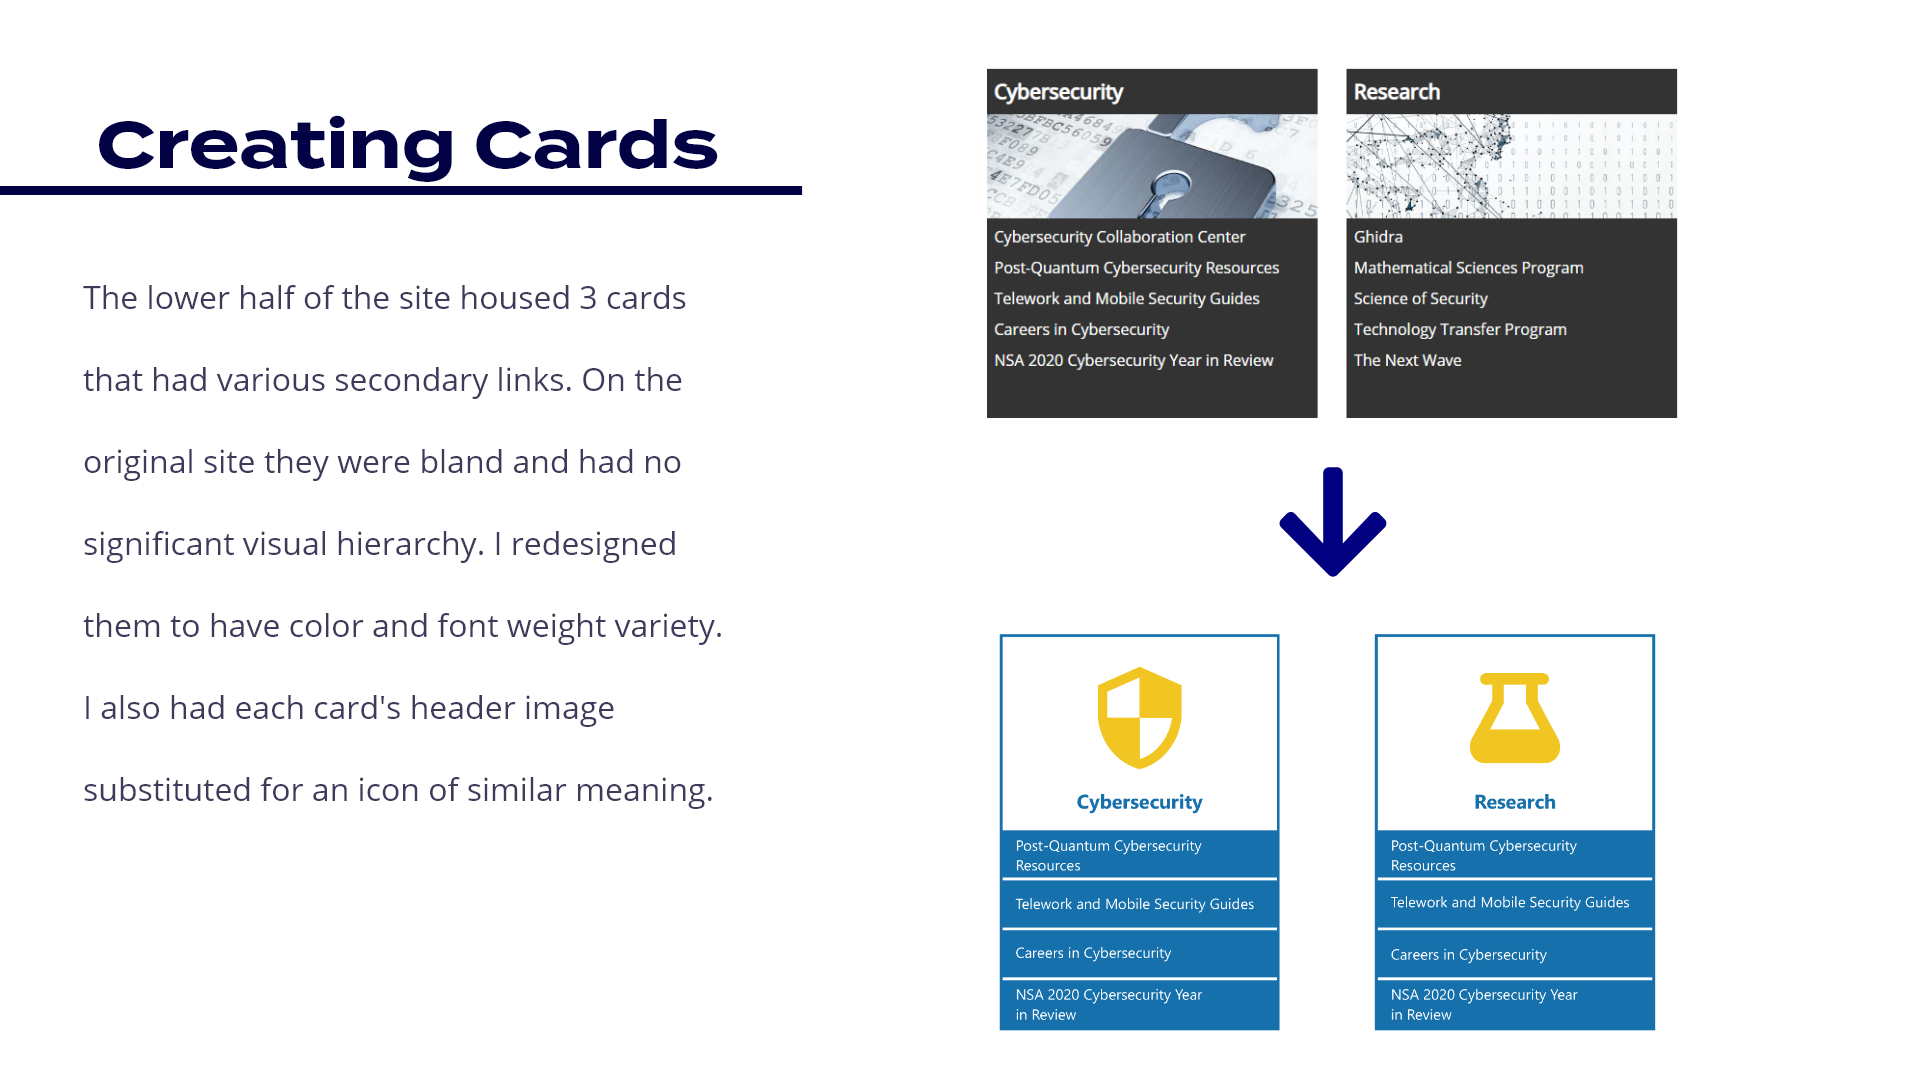 Creating Cards
The lower half of the site housed 3 cards
that had various secondary links. On the
original site they were bland and had no
significant visual hierarchy. I redesigned
them to have color and font weight variety.
I also had each card's header image
substituted for an icon of similar meaning.
Cybersecurity
Cybersecurity Collaboration Center
Post-Quantum Cybersecurity Resources
Telework and Mobile Security Guides
Careers in Cybersecurity
NSA 2020 Cybersecurity Year in Review
Research
Ghidra
Mathematical Sciences Program
Science of Security
Technology Transfer Program
The Next Wave
Cybersecurity
Post-Quantum Cybersecurity
Resources
Telework and Mobile Security Guides
Careers in Cybersecurity
NSA 2020 Cybersecurity Year
in Review
Research
Post-Quantum Cybersecurity
Resources
Telework and Mobile Security Guides
Careers in Cybersecurity
NSA 2020 Cybersecurity Year
in Review